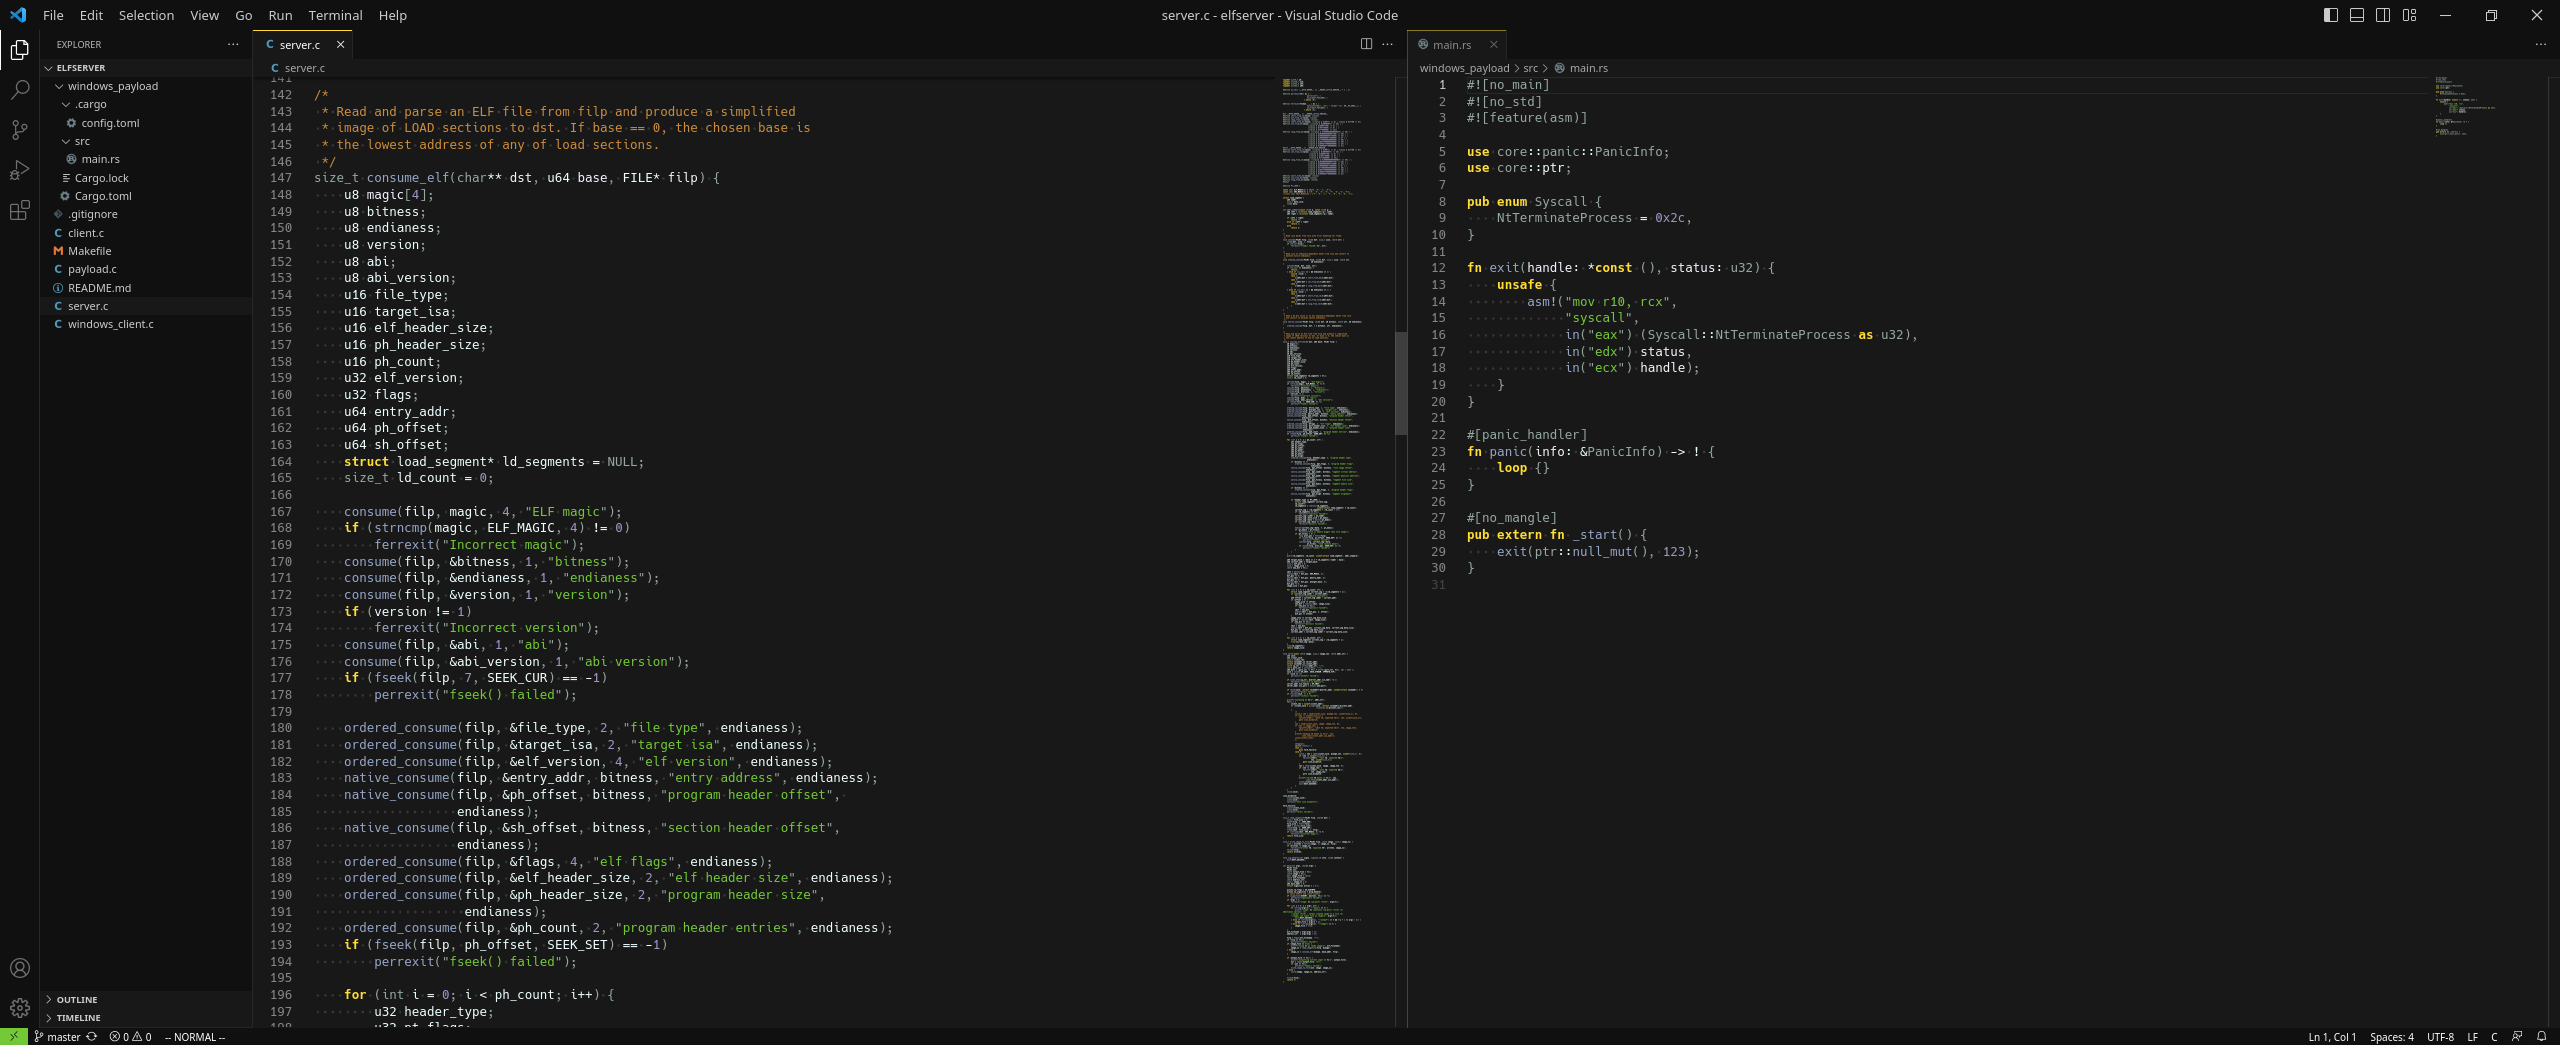 File Edit Selection View Go Run Terminal Help
server.c - elfserver - Visual Studio Code
EXPLORER
ELFSERVER
windows_payload
.cargo
config.toml
src
main.rs
Cargo.lock
Cargo.toml
.gitignore
client.c
Makefile
payload.c
README.md
server.c
windows_client.c
OUTLINE
TIMELINE
server.c
server.c
141
142 /*
143  * Read and parse an ELF file from filp and produce a simplified
144  * image of LOAD sections to dst. If base == 0, the chosen base is
145  * the lowest address of any of load sections.
146  */
147 size_t consume_elf(char** dst, u64 base, FILE* filp) {
148     u8 magic[4];
149     u8 bitness;
150     u8 endianess;
151     u8 version;
152     u8 abi;
153     u8 abi_version;
154     u16 file_type;
155     u16 target_isa;
156     u16 elf_header_size;
157     u16 ph_header_size;
158     u16 ph_count;
159     u32 elf_version;
160     u32 flags;
161     u64 entry_addr;
162     u64 ph_offset;
163     u64 sh_offset;
164     struct load_segment* ld_segments = NULL;
165     size_t ld_count = 0;
166
167     consume(filp, magic, 4, "ELF magic");
168     if (strncmp(magic, ELF_MAGIC, 4) != 0)
169         ferrexit("Incorrect magic");
170     consume(filp, &bitness, 1, "bitness");
171     consume(filp, &endianess, 1, "endianess");
172     consume(filp, &version, 1, "version");
173     if (version != 1)
174         ferrexit("Incorrect version");
175     consume(filp, &abi, 1, "abi");
176     consume(filp, &abi_version, 1, "abi version");
177     if (fseek(filp, 7, SEEK_CUR) == -1)
178         perrexit("fseek() failed");
179
180     ordered_consume(filp, &file_type, 2, "file type", endianess);
181     ordered_consume(filp, &target_isa, 2, "target isa", endianess);
182     ordered_consume(filp, &elf_version, 4, "elf version", endianess);
183     native_consume(filp, &entry_addr, bitness, "entry address", endianess);
184     native_consume(filp, &ph_offset, bitness, "program header offset",
185                    endianess);
186     native_consume(filp, &sh_offset, bitness, "section header offset",
187                    endianess);
188     ordered_consume(filp, &flags, 4, "elf flags", endianess);
189     ordered_consume(filp, &elf_header_size, 2, "elf header size", endianess);
190     ordered_consume(filp, &ph_header_size, 2, "program header size",
191                     endianess);
192     ordered_consume(filp, &ph_count, 2, "program header entries", endianess);
193     if (fseek(filp, ph_offset, SEEK_SET) == -1)
194         perrexit("fseek() failed");
195
196     for (int i = 0; i < ph_count; i++) {
197         u32 header_type;
198         u32 pt_flags;
main.rs
windows_payload > src > main.rs
1 #![no_main]
2 #![no_std]
3 #![feature(asm)]
4
5 use core::panic::PanicInfo;
6 use core::ptr;
7
8 pub enum Syscall {
9     NtTerminateProcess = 0x2c,
10 }
11
12 fn exit(handle: *const (), status: u32) {
13     unsafe {
14         asm!("mov r10, rcx",
15              "syscall",
16              in("eax") (Syscall::NtTerminateProcess as u32),
17              in("edx") status,
18              in("ecx") handle);
19     }
20 }
21
22 #[panic_handler]
23 fn panic(info: &PanicInfo) -> ! {
24     loop {}
25 }
26
27 #[no_mangle]
28 pub extern fn _start() {
29     exit(ptr::null_mut(), 123);
30 }
31
master 0 0 -- NORMAL --
Ln 1, Col 1 Spaces: 4 UTF-8 LF C